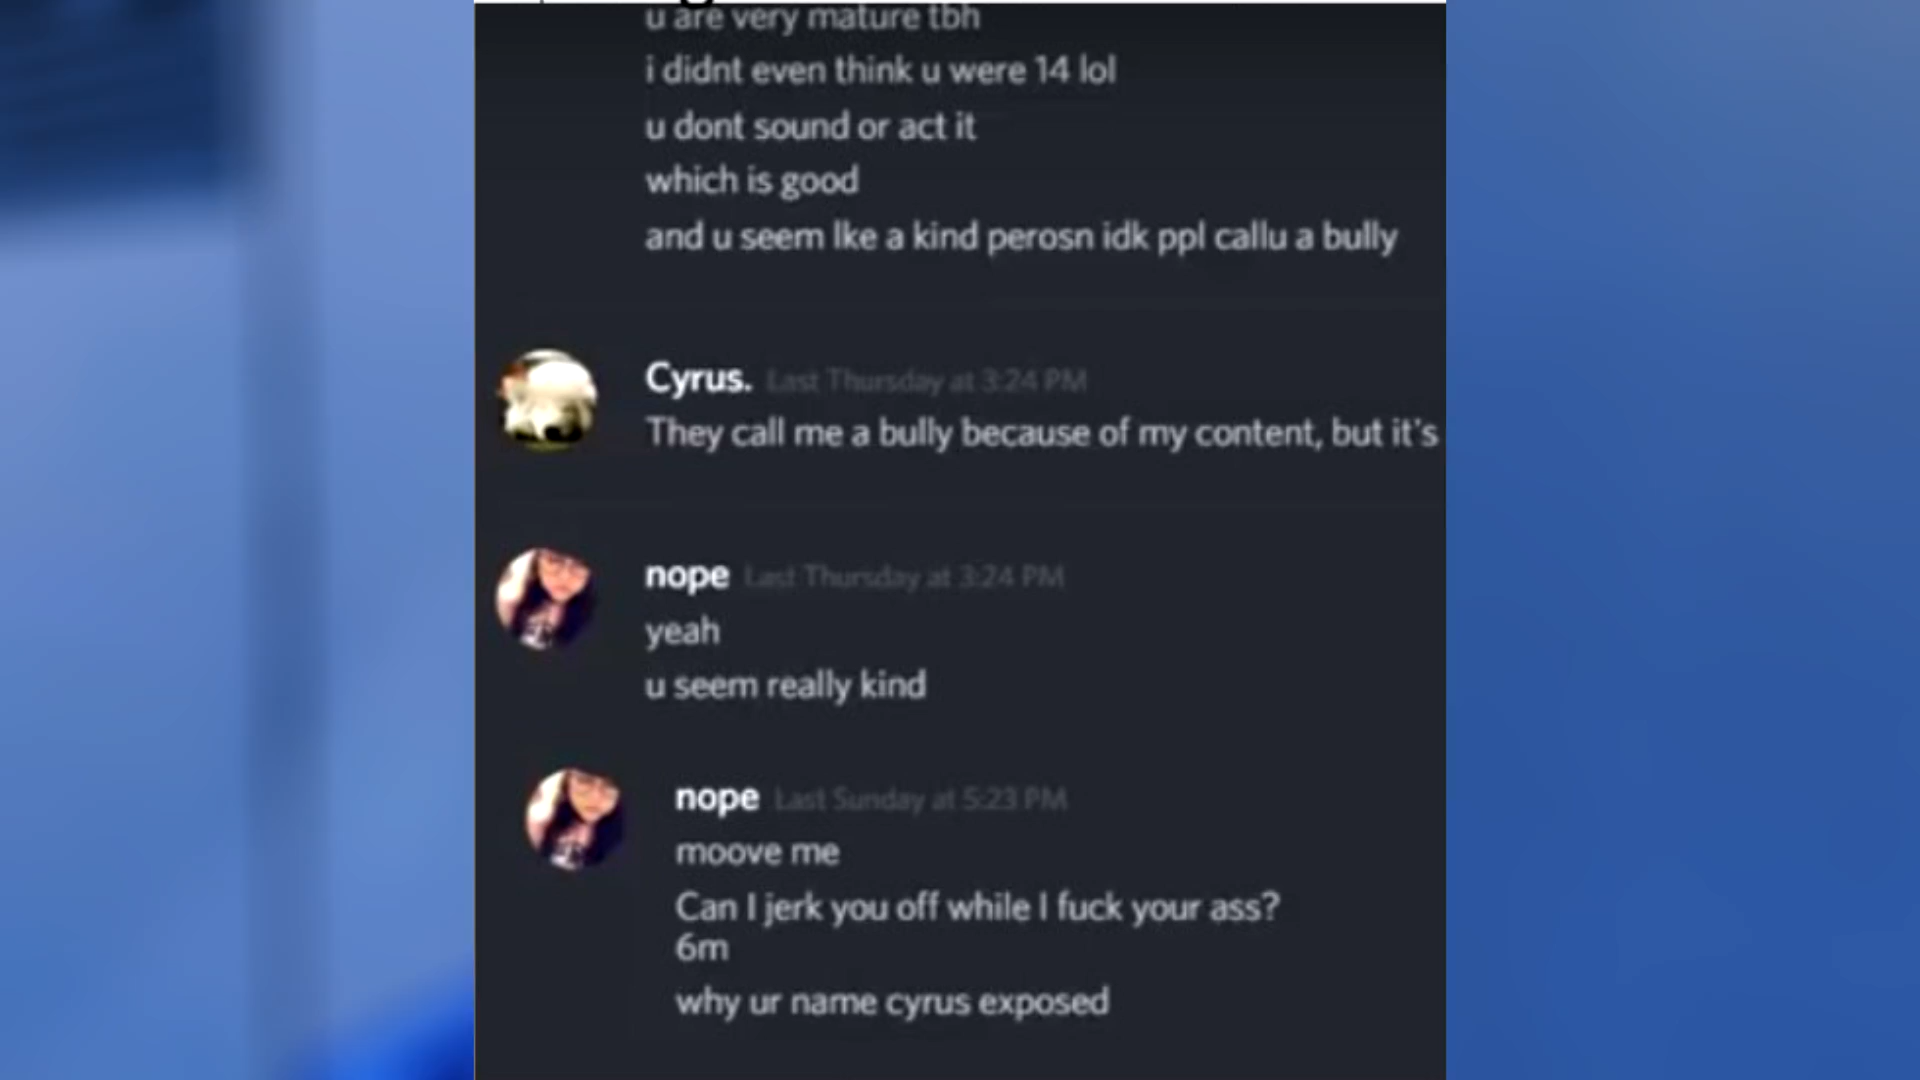 u are very mature tbh
i didnt even think u were 14 lol
u dont sound or act it
which is good
and u seem lke a kind perosn idk ppl callu a bully
Cyrus. Last Thursday at 3:24 PM
They call me a bully because of my content, but it's
nope Last Thursday at 3:24 PM
yeah
u seem really kind
nope Last Sunday at 5:23 PM
moove me
Can I jerk you off while I fuck your ass?
6m
why ur name cyrus exposed